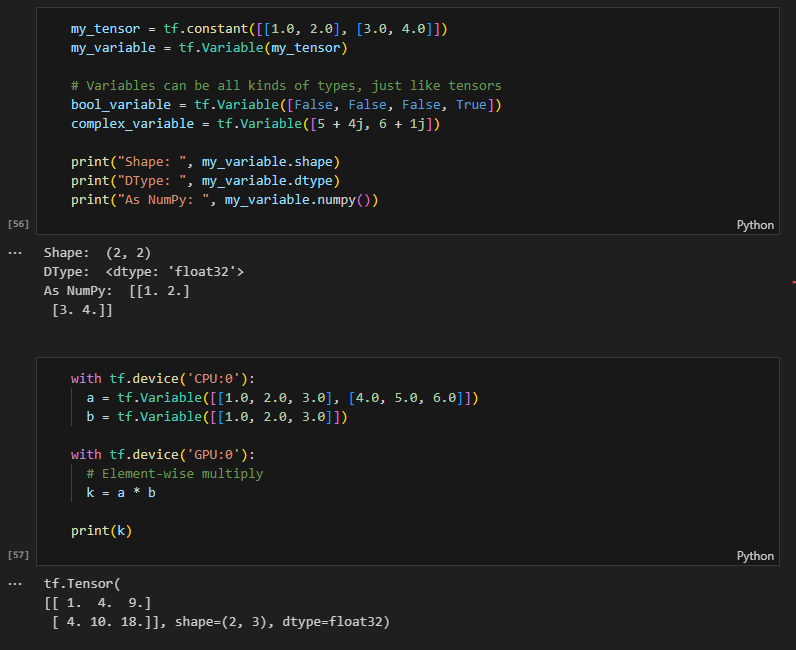 my_tensor = tf.constant([[1.0, 2.0], [3.0, 4.0]])
my_variable = tf.Variable(my_tensor)
# Variables can be all kinds of types, just like tensors
bool_variable = tf.Variable([False, False, False, True])
complex_variable = tf.Variable([5 + 4j, 6 + 1j])
print("Shape: ", my_variable.shape)
print("DType: ", my_variable.dtype)
print("As NumPy: ", my_variable.numpy())
[56]
Python
... Shape:  (2, 2)
DType:  <dtype: 'float32'>
As NumPy:  [[1. 2.]
 [3. 4.]]
with tf.device('CPU:0'):
  a = tf.Variable([[1.0, 2.0, 3.0], [4.0, 5.0, 6.0]])
  b = tf.Variable([[1.0, 2.0, 3.0]])
with tf.device('GPU:0'):
  # Element-wise multiply
  k = a * b
print(k)
[57]
Python
... tf.Tensor(
[[ 1.  4.  9.]
 [ 4. 10. 18.]], shape=(2, 3), dtype=float32)